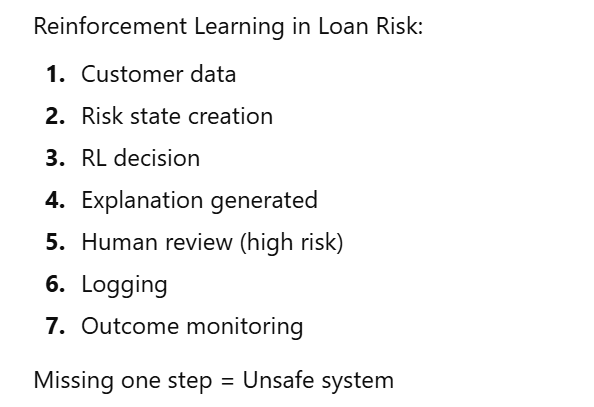 Reinforcement Learning in Loan Risk:
1. Customer data
2. Risk state creation
3. RL decision
4. Explanation generated
5. Human review (high risk)
6. Logging
7. Outcome monitoring
Missing one step = Unsafe system